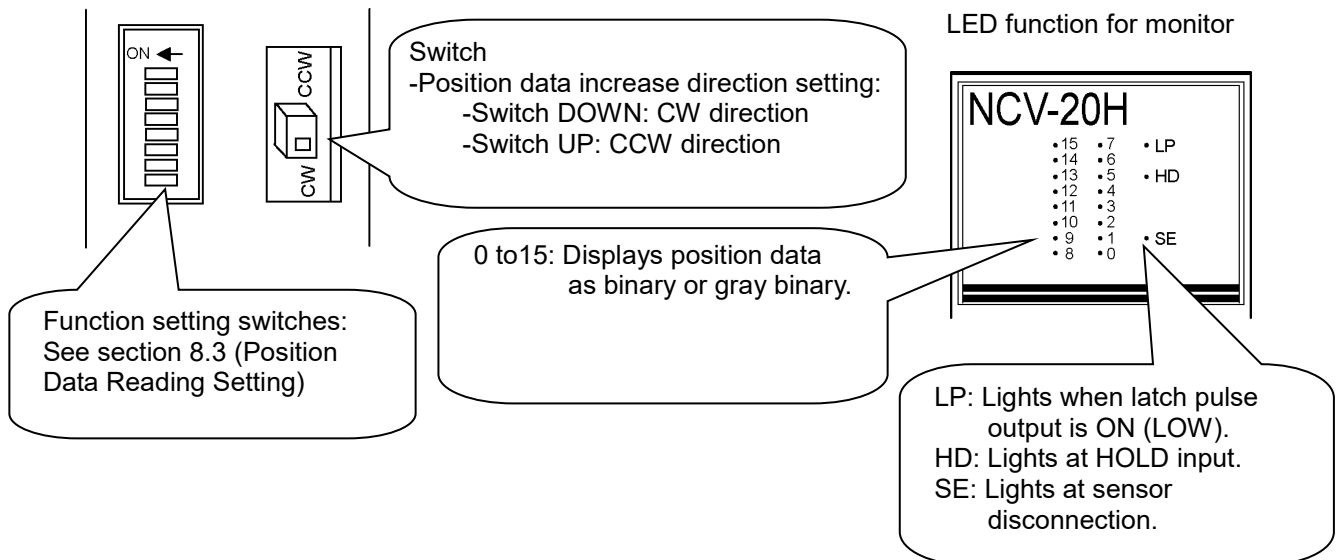 ON
CCW
CW
Switch
-Position data increase direction setting:
-Switch DOWN: CW direction
-Switch UP: CCW direction
LED function for monitor
NCV-20H
15 7 LP
14 6
13 5 HD
12 4
11 3
10 2
9 1 SE
8 0
0 to15: Displays position data
as binary or gray binary.
Function setting switches:
See section 8.3 (Position
Data Reading Setting)
LP: Lights when latch pulse
output is ON (LOW).
HD: Lights at HOLD input.
SE: Lights at sensor
disconnection.